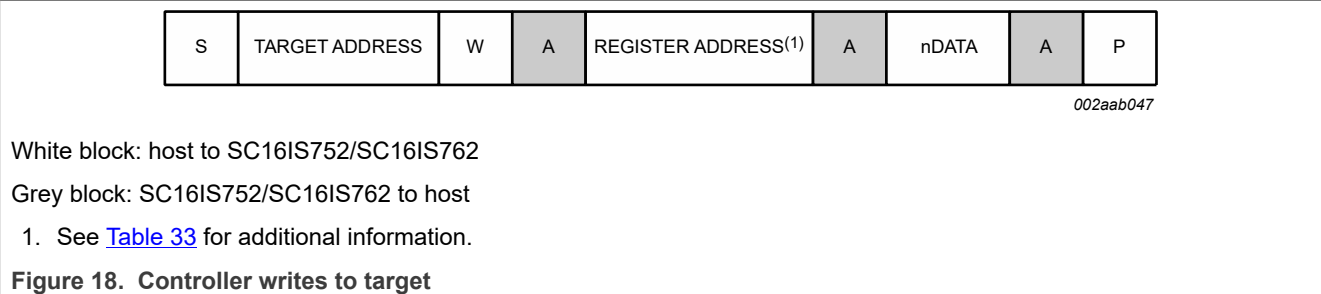 S TARGET ADDRESS W A REGISTER ADDRESS(1) A nDATA A P
002aab047
White block: host to SC16IS752/SC16IS762
Grey block: SC16IS752/SC16IS762 to host
1. See Table 33 for additional information.
Figure 18. Controller writes to target